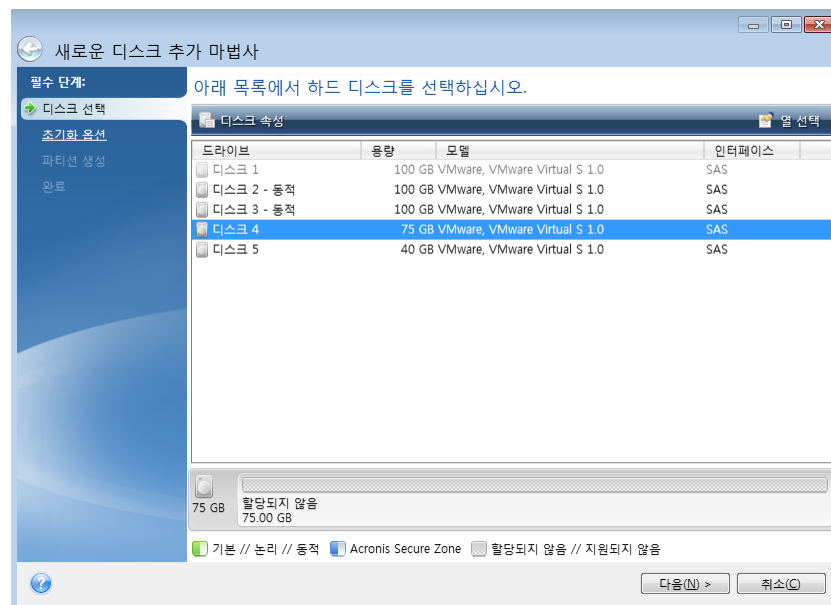 새로운 디스크 추가 마법사
필수 단계:
디스크 선택
초기화 옵션
파티션 생성
완료
아래 목록에서 하드 디스크를 선택하십시오.
디스크 속성 열 선택
드라이브 용량 모델 인터페이스
디스크 1 100 GB VMware, VMware Virtual S 1.0 SAS
디스크 2 - 동적 100 GB VMware, VMware Virtual S 1.0 SAS
디스크 3 - 동적 100 GB VMware, VMware Virtual S 1.0 SAS
디스크 4 75 GB VMware, VMware Virtual S 1.0 SAS
디스크 5 40 GB VMware, VMware Virtual S 1.0 SAS
75 GB
할당되지 않음
75.00 GB
기본 // 논리 // 동적 Acronis Secure Zone 할당되지 않음 // 지원되지 않음
다음(N) > 취소(C)